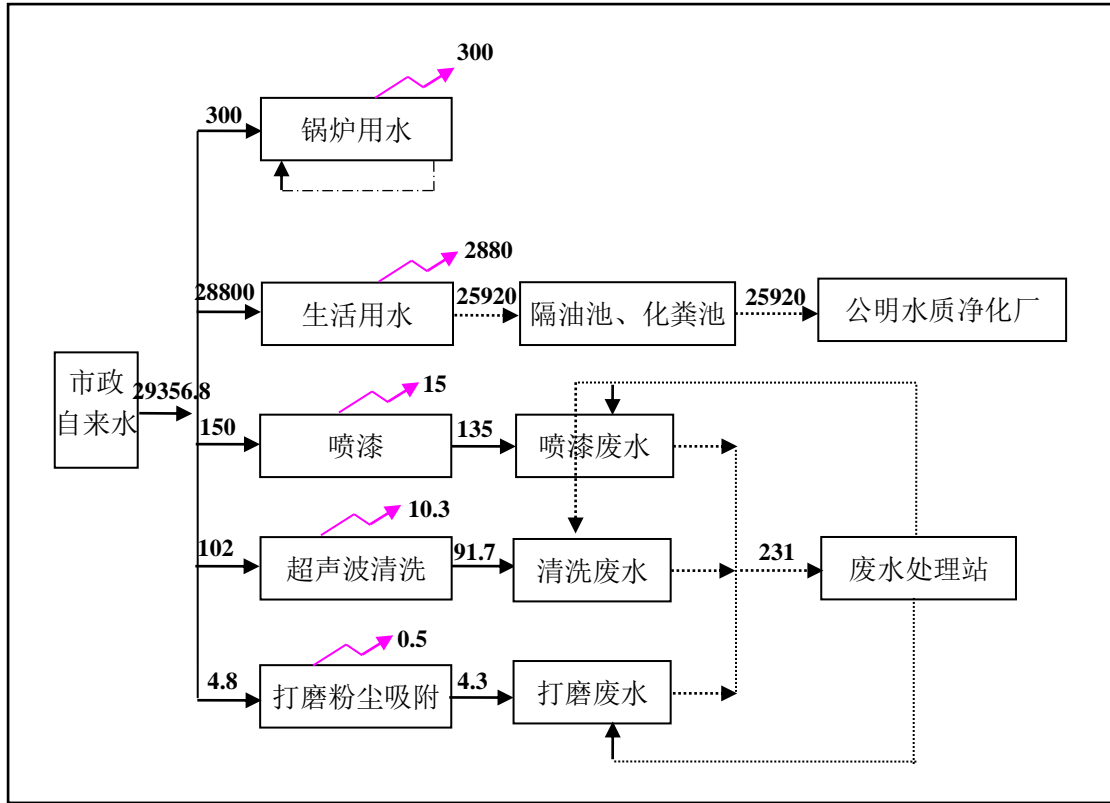 300
300
锅炉用水
2880
28800
生活用水
25920
隔油池、化粪池
25920
公明水质净化厂
市政
自来水
29356.8
15
150
喷漆
135
喷漆废水
10.3
102
超声波清洗
91.7
清洗废水
231
废水处理站
0.5
4.8
打磨粉尘吸附
4.3
打磨废水